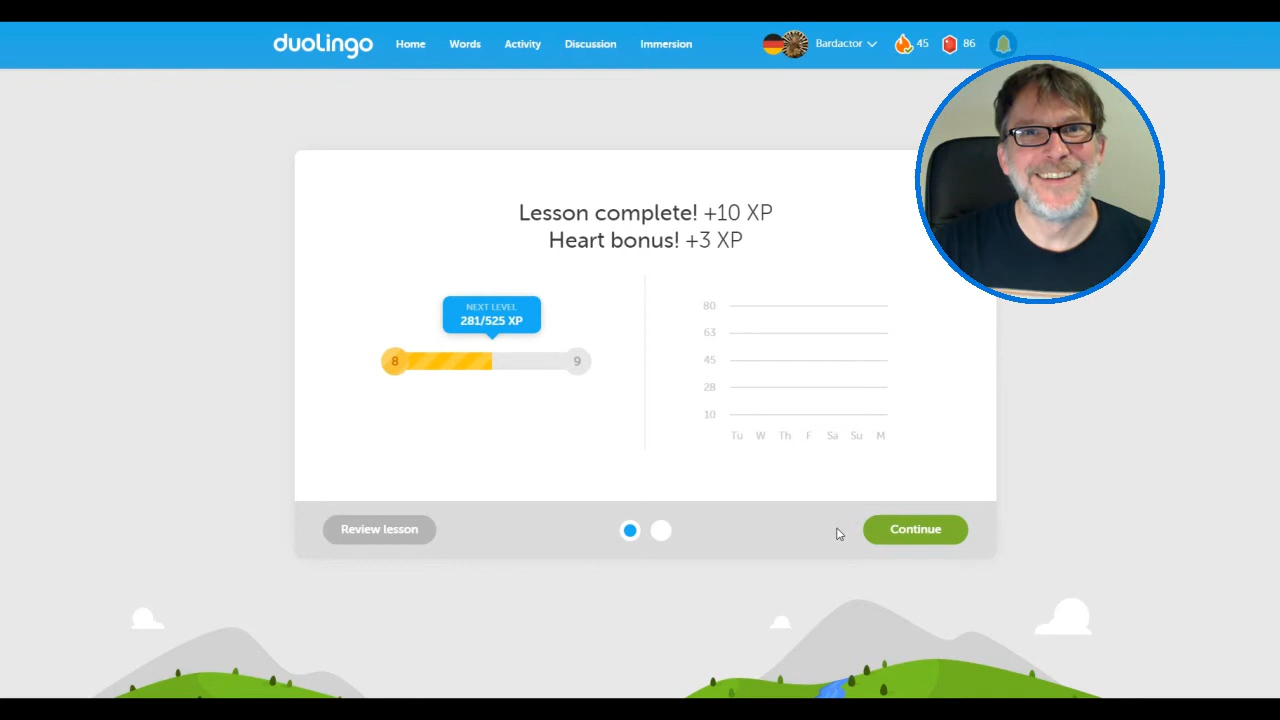 duolingo Home Words Activity Discussion Immersion Bardactor 45 86
Lesson complete! +10 XP
Heart bonus! +3 XP
NEXT LEVEL
281/525 XP
8 9
80
63
45
28
10
Tu W Th F Sa Su M
Review lesson Continue